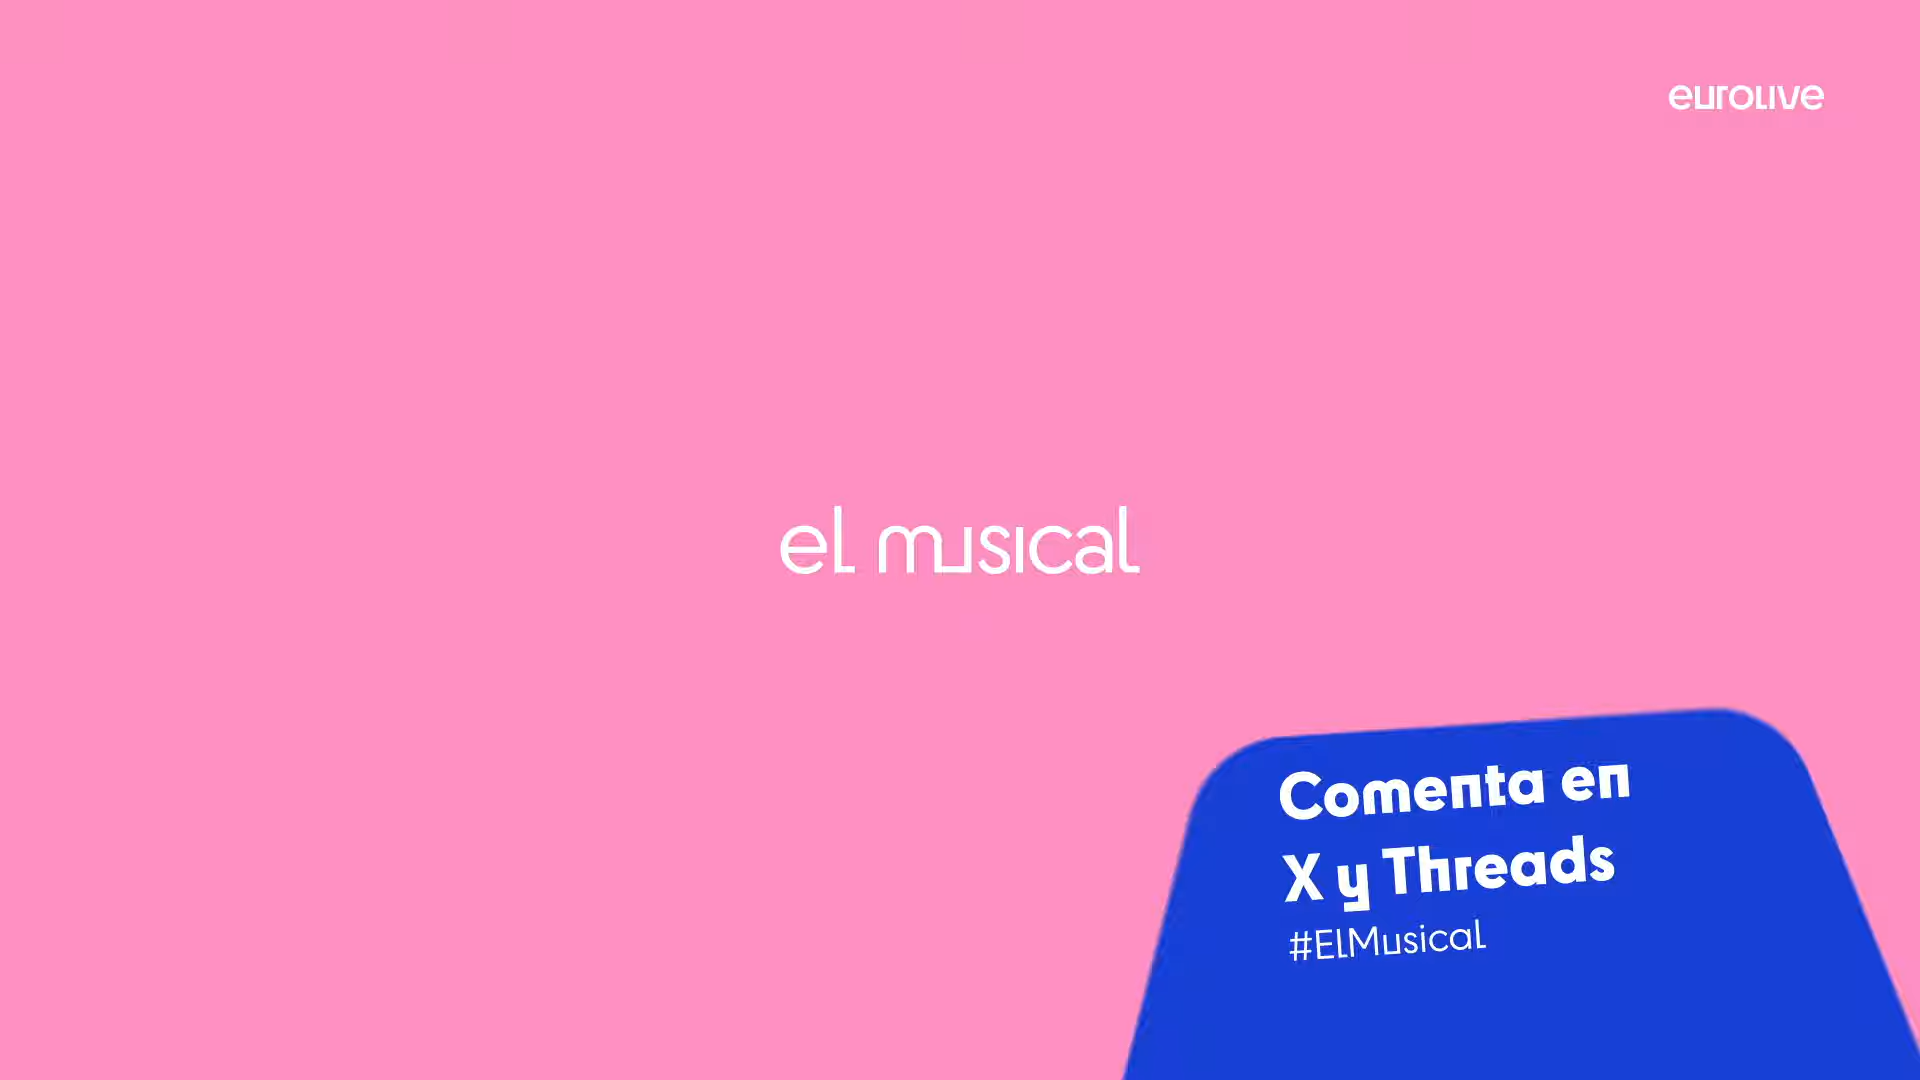 eurolive
el musical
Comenta en
X y Threads
#ElMusical